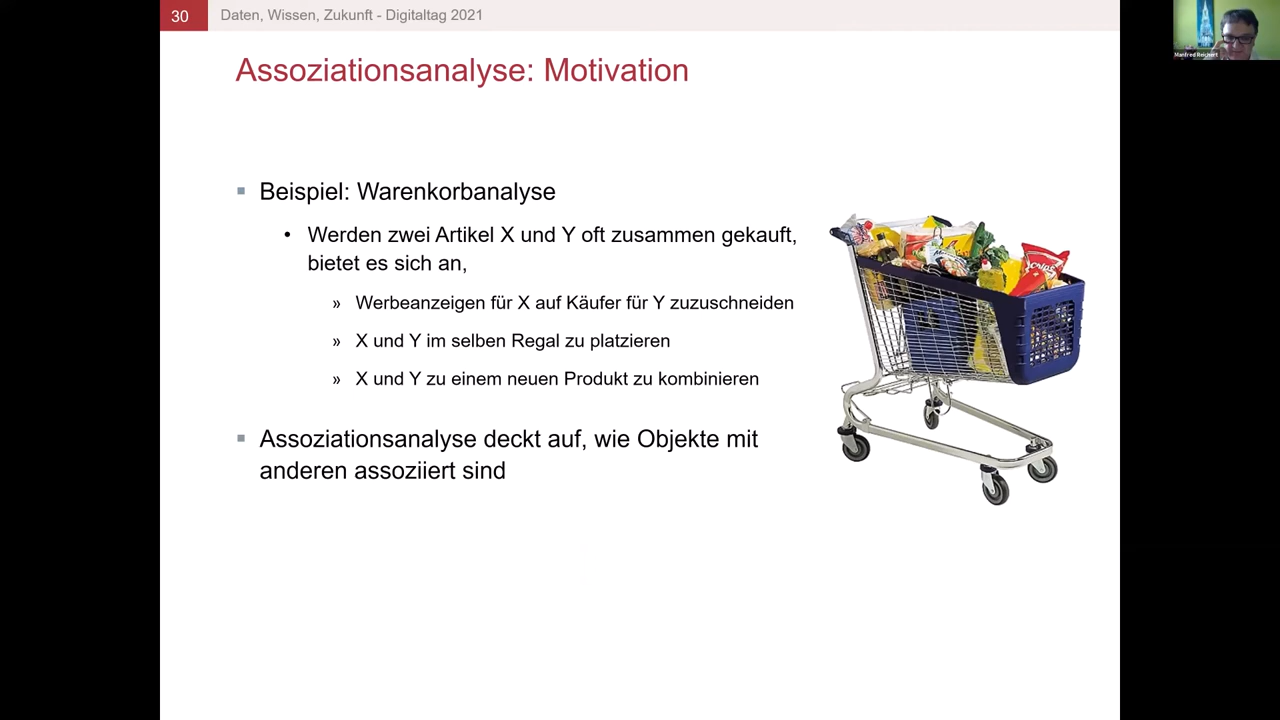 30
Daten, Wissen, Zukunft - Digitaltag 2021
Manfred Reichert
Assoziationsanalyse: Motivation
Beispiel: Warenkorbanalyse
• Werden zwei Artikel X und Y oft zusammen gekauft,
bietet es sich an,
» Werbeanzeigen für X auf Käufer für Y zuzuschneiden
» X und Y im selben Regal zu platzieren
» X und Y zu einem neuen Produkt zu kombinieren
Assoziationsanalyse deckt auf, wie Objekte mit
anderen assoziiert sind